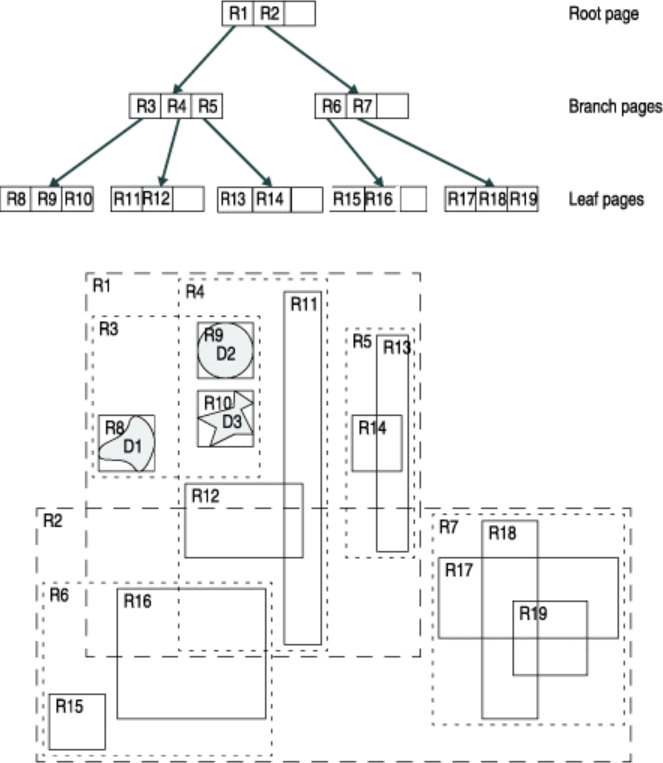 R1 R2 Root page
R3 R4 R5 R6 R7 Branch pages
R8 R9 R10 R11 R12 R13 R14 R15 R16 R17 R18 R19 Leaf pages
R1 R4 R11
R3 R9 R5 R13
D2
R10
R8 D3 R14
D1
R12
R2 R7 R18
R17
R6 R16
R19
R15